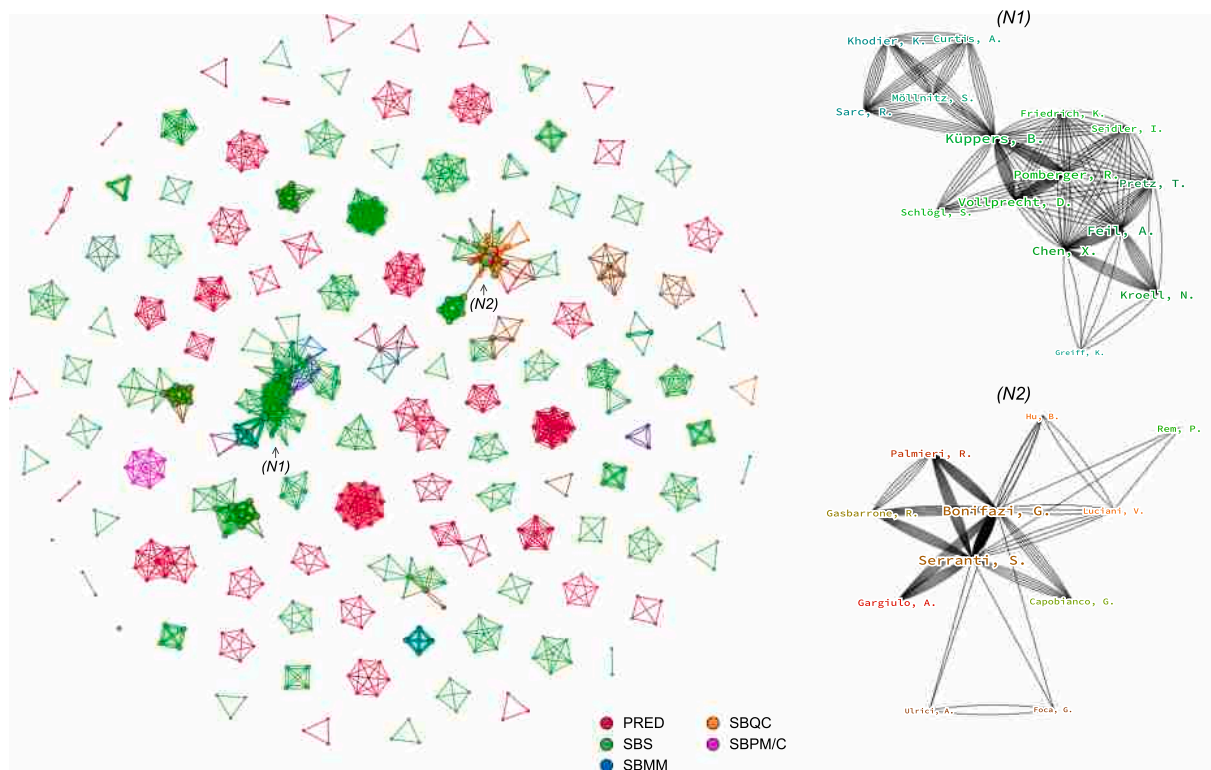 (N1)
Khodier, K.
Curtis, A.
Möllnitz, S.
Sarc, R.
Friedrich, K.
Seidler, I.
Küppers, B.
Pomberger, R.
Pretz, T.
Vollprecht, D.
Schlögl, S.
Feil, A.
Chen, X.
Kroell, N.
Greiff, K.
(N2)
(N1)
(N2)
Hu, B.
Rem, P.
Palmieri, R.
Gasbarrone, R.
Bonifazi, G.
Luciani, V.
Serranti, S.
Gargiulo, A.
Capobianco, G.
Ulrici, A.
Foca, G.
PRED
SBQC
SBS
SBPM/C
SBMM